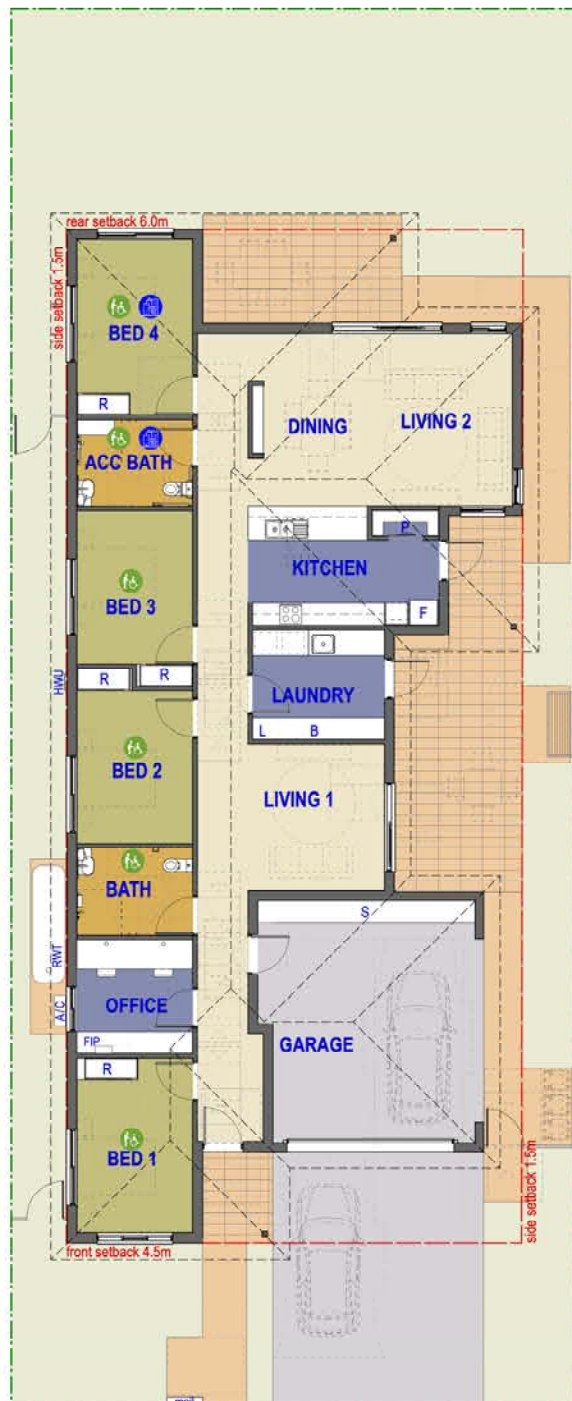 rear setback 6.0m
side setback 1.5m
BED 4
R
ACC BATH
DINING
LIVING 2
P
KITCHEN
F
BED 3
R
R
HWU
LAUNDRY
L
B
BED 2
LIVING 1
BATH
S
RWT
A/C
OFFICE
FIP
R
GARAGE
BED 1
front setback 4.5m
side setback 1.5m